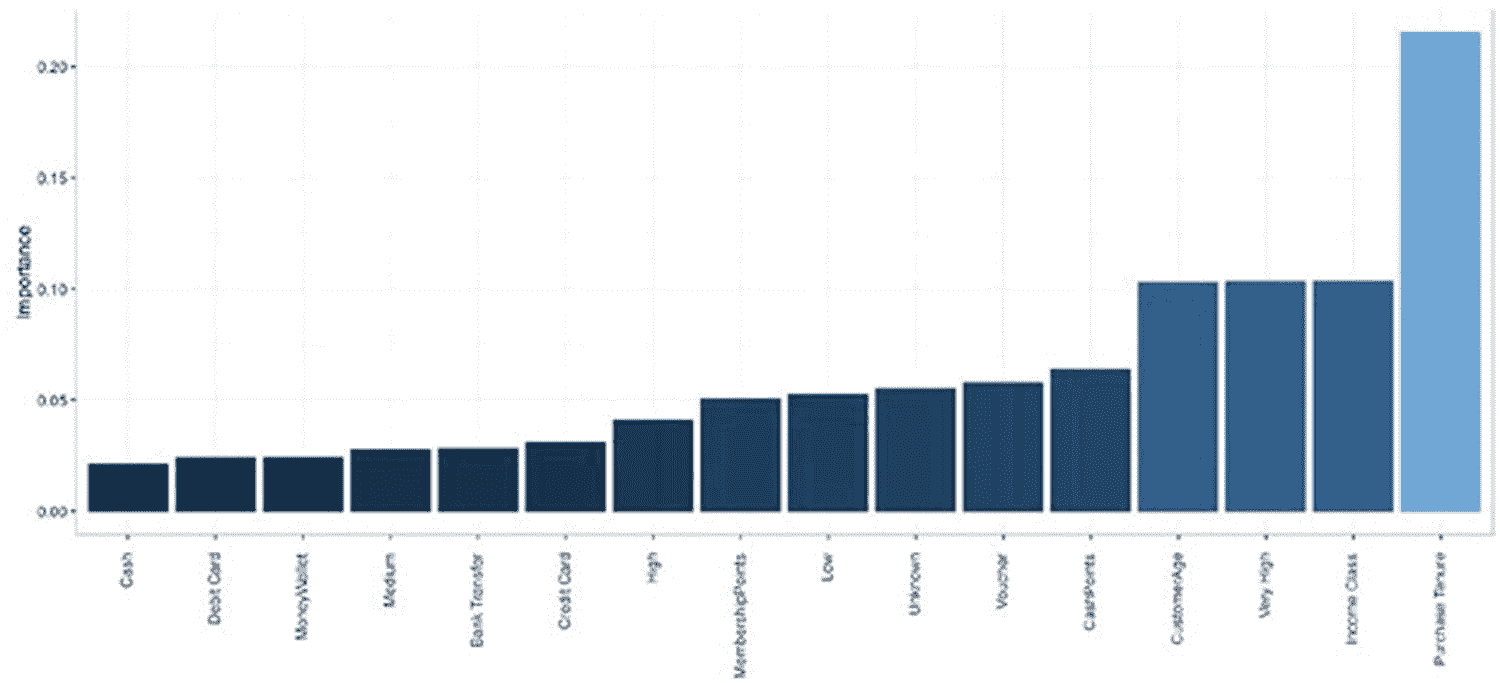 Importance
0.20
0.15
0.10
0.05
0.00
Cash
Debit Card
MoneyWallet
Medium
Bank Transfer
Credit Card
High
MembershipPoints
Low
Unknown
Vouchar
CashPoints
CustomerAge
Very High
Income Class
Purchase Tenure